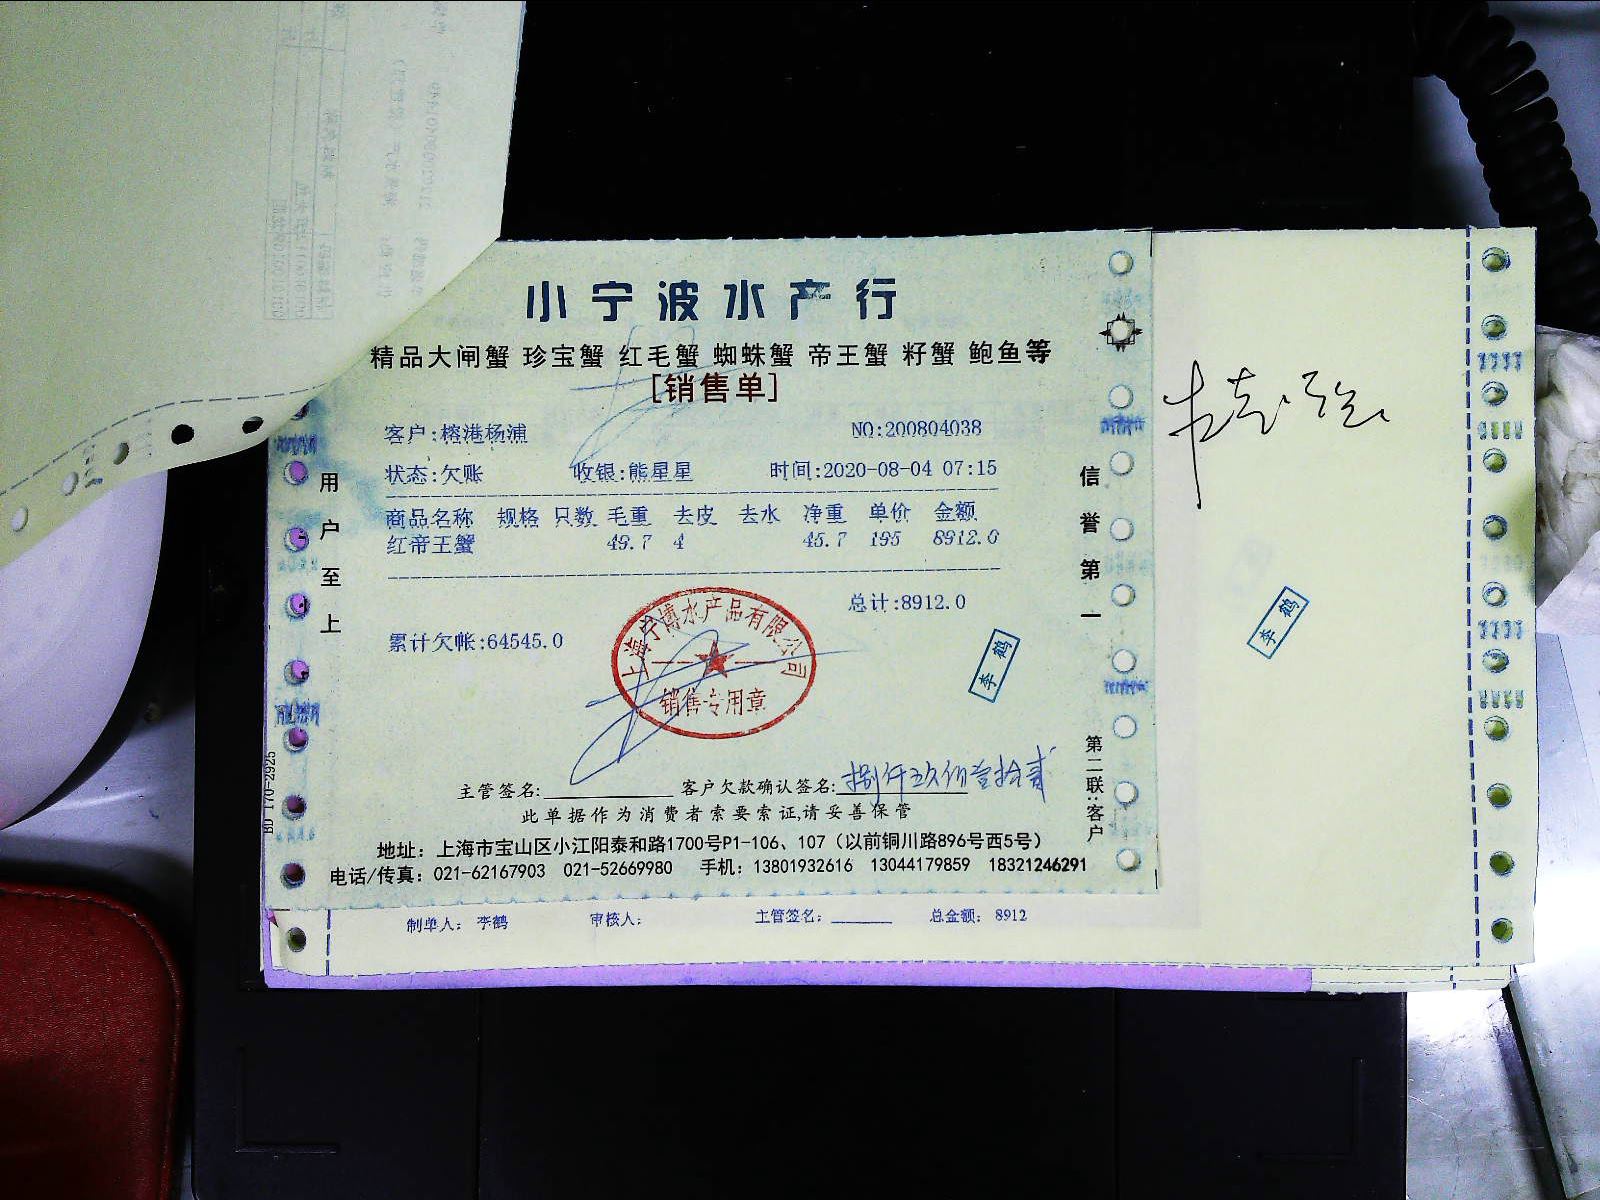 小宁波水产行
精品大闸蟹 珍宝蟹 红毛蟹 蜘蛛蟹 帝王蟹 籽蟹 鲍鱼等
[销售单]
客户:榕港杨浦 NO:200804038
状态:欠账 收银:熊星星 时间:2020-08-04 07:15
商品名称 规格 只数 毛重 去皮 去水 净重 单价 金额
红帝王蟹 49.7 4 45.7 195 8912.0
总计:8912.0
累计欠帐:64545.0
上海宁博水产品有限公司
销售专用章
李鹤
李鹤
用户至上
信誉第一
第二联:客户
BD 170-2925
主管签名: 客户欠款确认签名: 捌仟玖佰壹拾贰
此单据作为消费者索要索证,请妥善保管
地址：上海市宝山区小江阳泰和路1700号P1-106、107（以前铜川路896号西5号）
电话/传真：021-62167903 021-52669980 手机：13801932616 13044179859 18321246291
制单人：李鹤 审核人: 主管签名: 总金额：8912